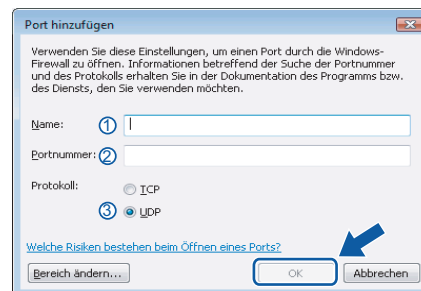 Port hinzufügen
Verwenden Sie diese Einstellungen, um einen Port durch die Windows-
Firewall zu öffnen. Informationen betreffend der Suche der Portnummer
und des Protokolls erhalten Sie in der Dokumentation des Programms bzw.
des Diensts, den Sie verwenden möchten.
Name: ①
Portnummer: ②
Protokoll: TCP
③ UDP
Welche Risiken bestehen beim Öffnen eines Ports?
Bereich ändern... OK Abbrechen